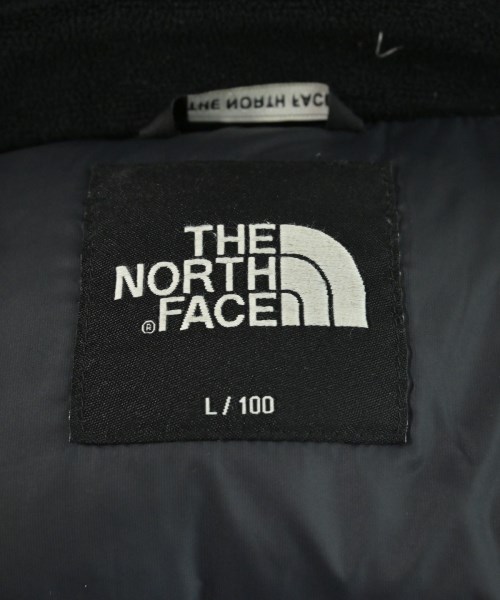 THE NORTH FACE
THE
NORTH
FACE
®
L / 100